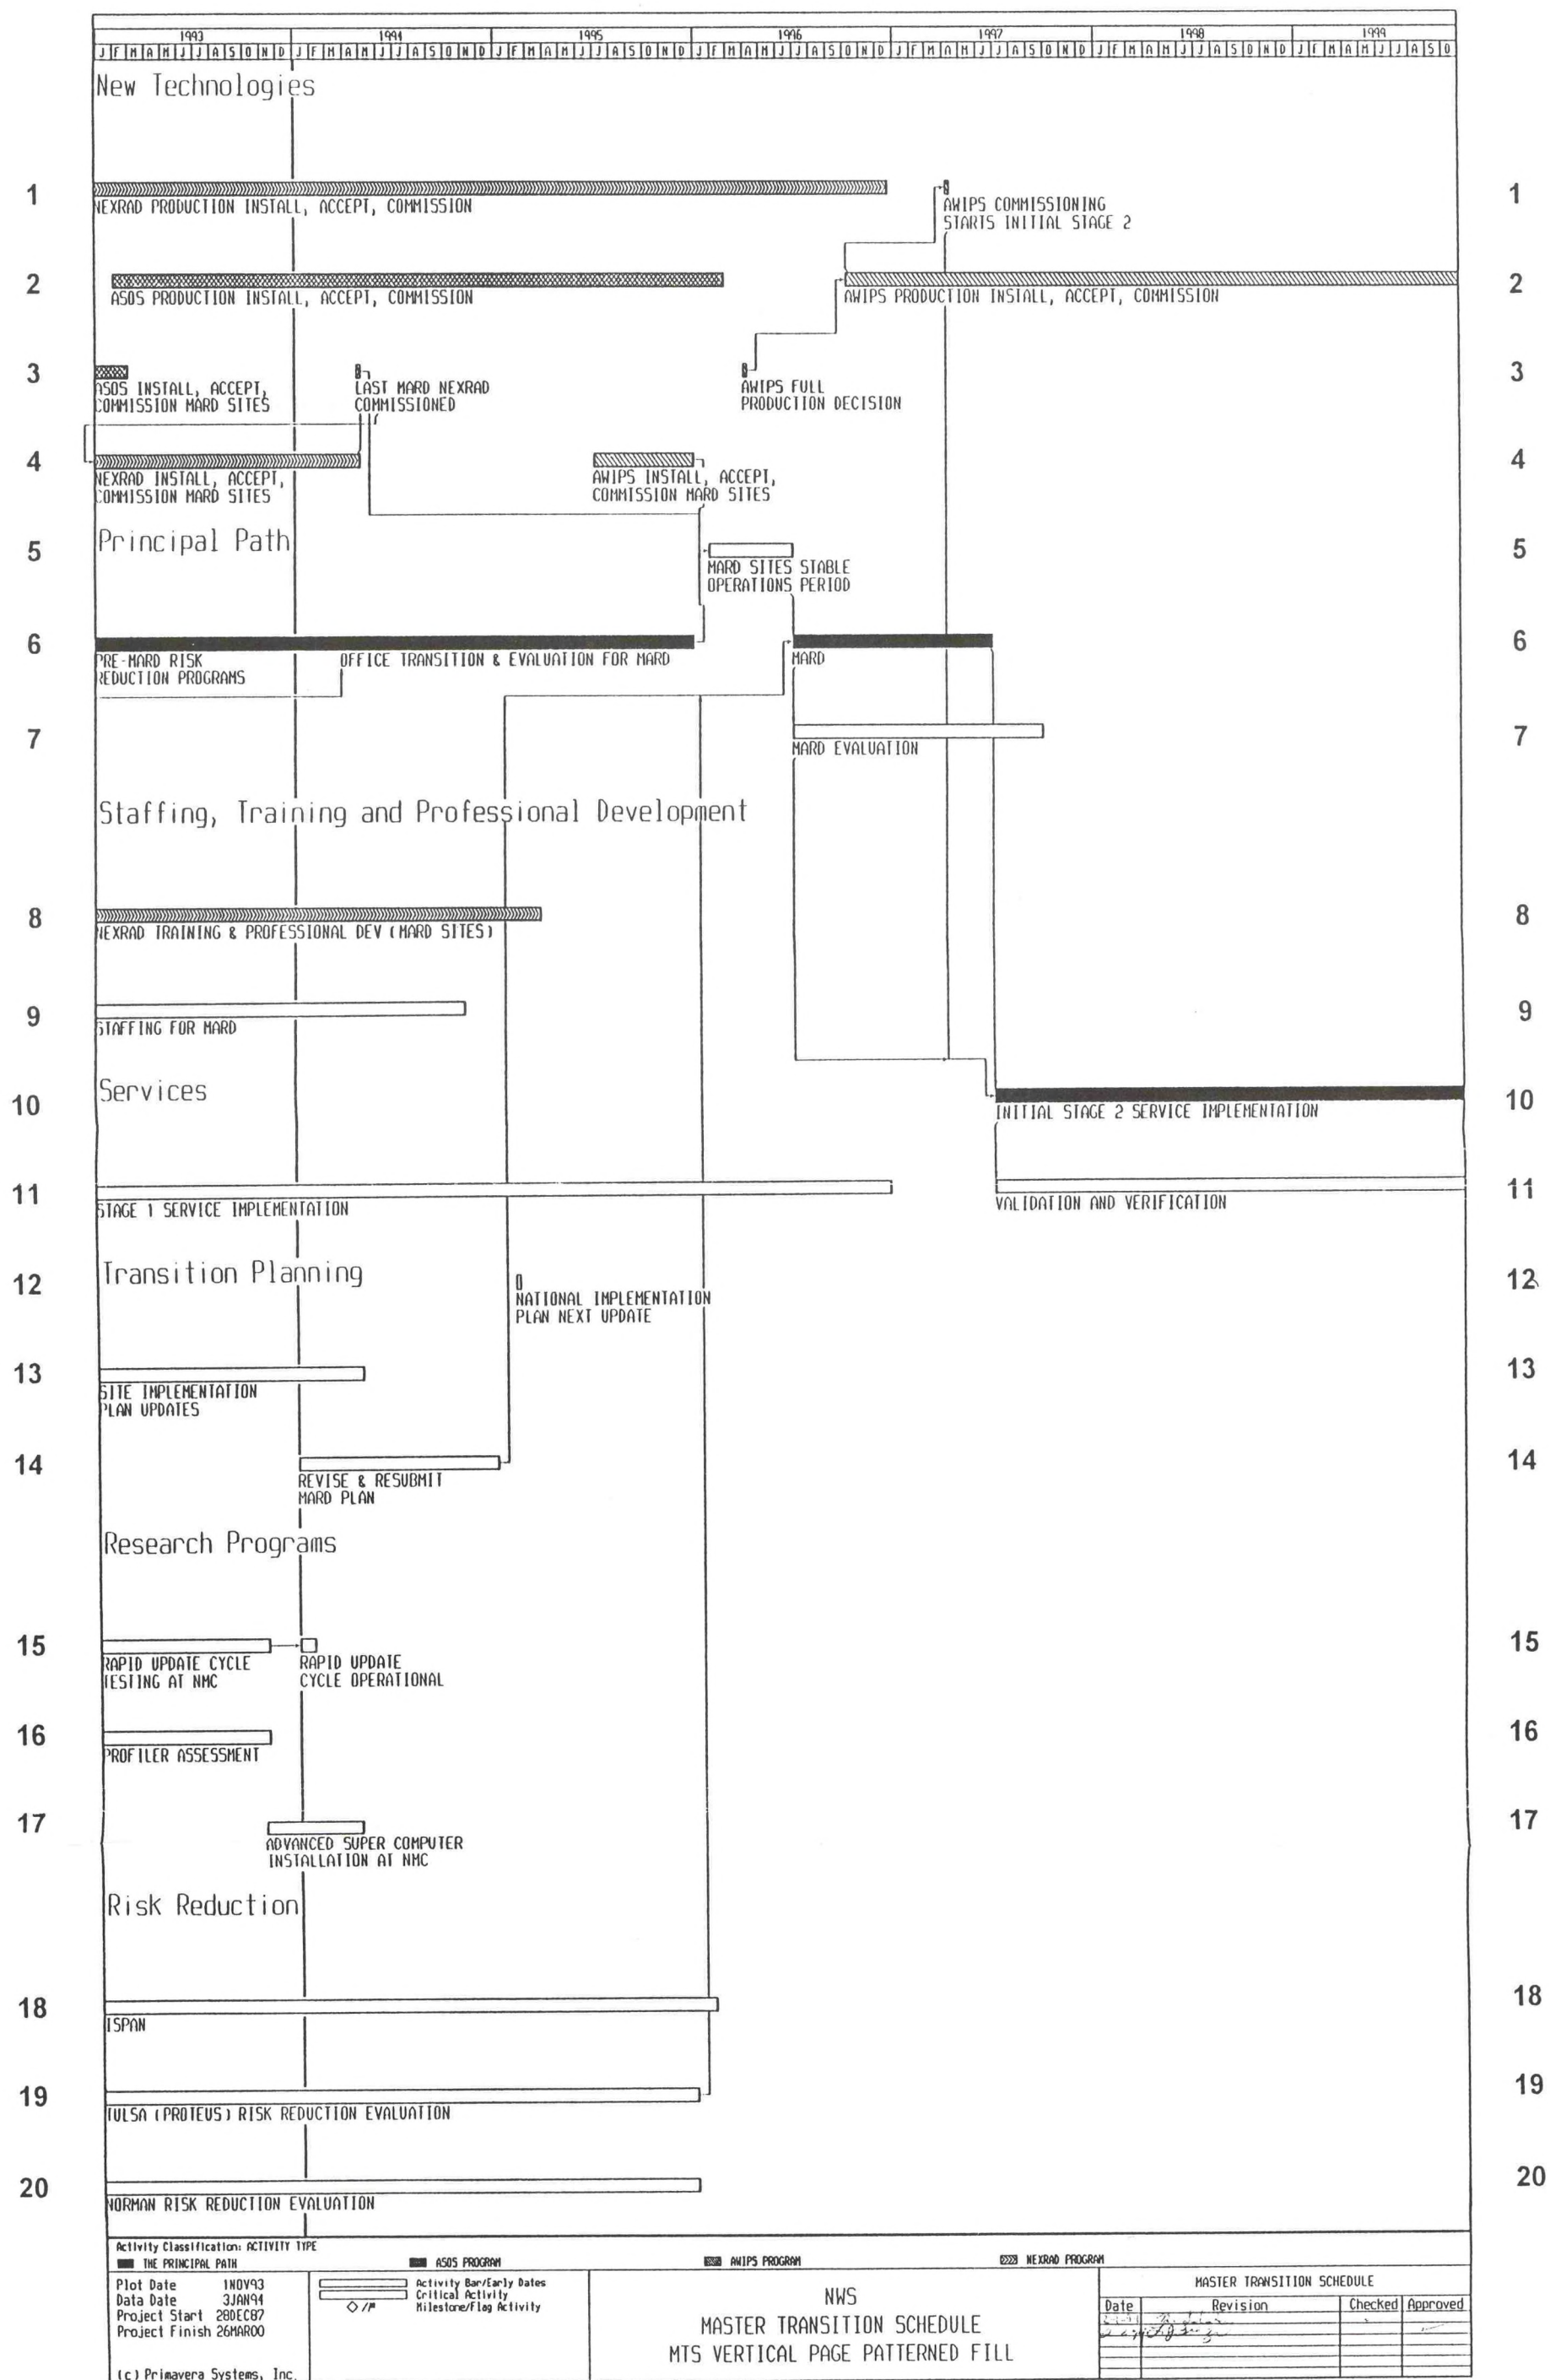 1993 1994 1995 1996 1997 1998 1999
J F M A M J J A S O N D J F M A M J J A S O N D J F M A M J J A S O N D J F M A M J J A S O N D J F M A M J J A S O N D J F M A M J J A S O N D J F M A M J J A S O
New Technologies
1 1
NEXRAD PRODUCTION INSTALL, ACCEPT, COMMISSION
AWIPS COMMISSIONING
STARTS INITIAL STAGE 2
2 2
ASOS PRODUCTION INSTALL, ACCEPT, COMMISSION
AWIPS PRODUCTION INSTALL, ACCEPT, COMMISSION
3 3
ASOS INSTALL, ACCEPT,
COMMISSION MARD SITES
LAST MARD NEXRAD
COMMISSIONED
AWIPS FULL
PRODUCTION DECISION
4 4
NEXRAD INSTALL, ACCEPT,
COMMISSION MARD SITES
AWIPS INSTALL, ACCEPT,
COMMISSION MARD SITES
Principal Path
5 5
MARD SITES STABLE
OPERATIONS PERIOD
6 6
PRE-MARD RISK
REDUCTION PROGRAMS
OFFICE TRANSITION & EVALUATION FOR MARD
MARD
7 7
MARD EVALUATION
Staffing, Training and Professional Development
8 8
NEXRAD TRAINING & PROFESSIONAL DEV (MARD SITES)
9 9
STAFFING FOR MARD
Services
10 10
INITIAL STAGE 2 SERVICE IMPLEMENTATION
11 11
STAGE 1 SERVICE IMPLEMENTATION
VALIDATION AND VERIFICATION
Transition Planning
12 12
NATIONAL IMPLEMENTATION
PLAN NEXT UPDATE
13 13
SITE IMPLEMENTATION
PLAN UPDATES
14 14
REVISE & RESUBMIT
MARD PLAN
Research Programs
15 15
RAPID UPDATE CYCLE
TESTING AT NMC
RAPID UPDATE
CYCLE OPERATIONAL
16 16
PROFILER ASSESSMENT
17 17
ADVANCED SUPER COMPUTER
INSTALLATION AT NMC
Risk Reduction
18 18
ISPAN
19 19
TULSA (PROTEUS) RISK REDUCTION EVALUATION
20 20
NORMAN RISK REDUCTION EVALUATION
Activity Classification: ACTIVITY TYPE
THE PRINCIPAL PATH ASOS PROGRAM AWIPS PROGRAM NEXRAD PROGRAM
Plot Date 1NOV93
Data Date 3JAN94
Project Start 28DEC87
Project Finish 26MAR00
(c) Primavera Systems, Inc.
Activity Bar/Early Dates
Critical Activity
Milestone/Flag Activity
NWS
MASTER TRANSITION SCHEDULE
MTS VERTICAL PAGE PATTERNED FILL
MASTER TRANSITION SCHEDULE
Date Revision Checked Approved